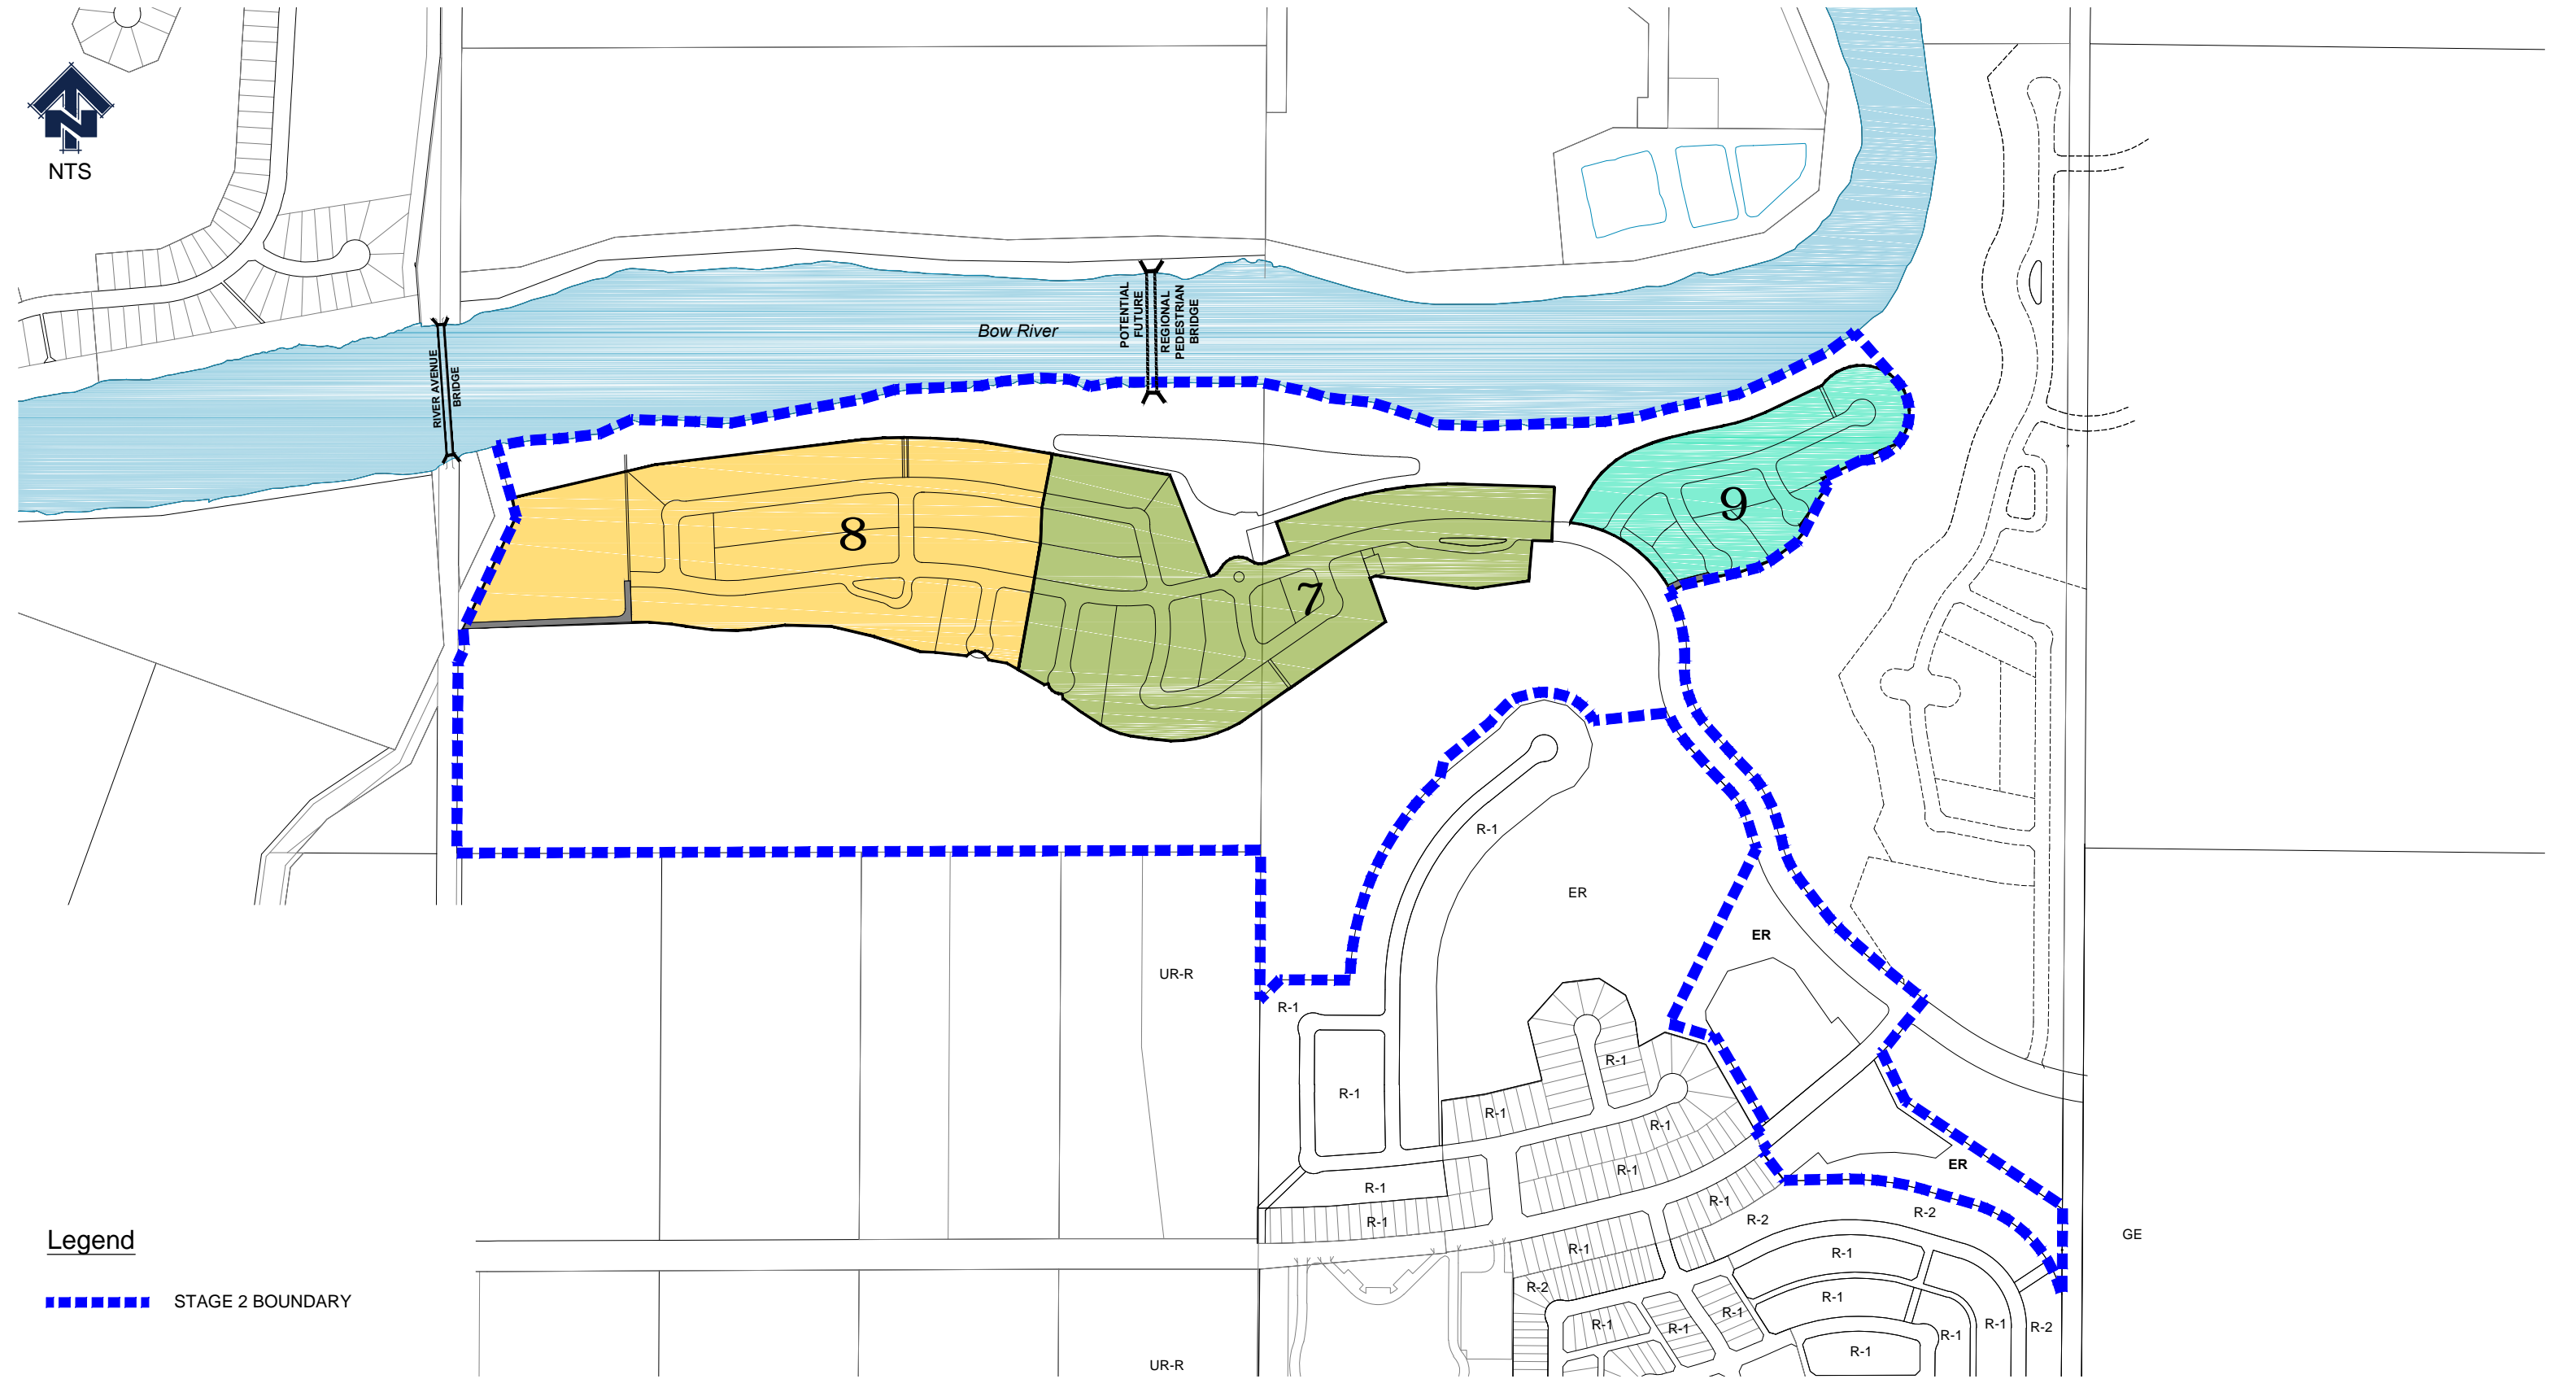 NTS
Bow River
POTENTIAL
FUTURE
REGIONAL
PEDESTRIAN
BRIDGE
RIVER AVENUE
BRIDGE
9
8
7
R-1
ER
ER
UR-R
R-1
R-1
R-1
R-1
R-1
ER
R-1
R-1
R-1
R-1
R-2
R-2
R-1
GE
R-1
R-1
R-2
R-1
R-1
R-1
R-1
R-1
R-1
R-2
R-1
UR-R
Legend
STAGE 2 BOUNDARY